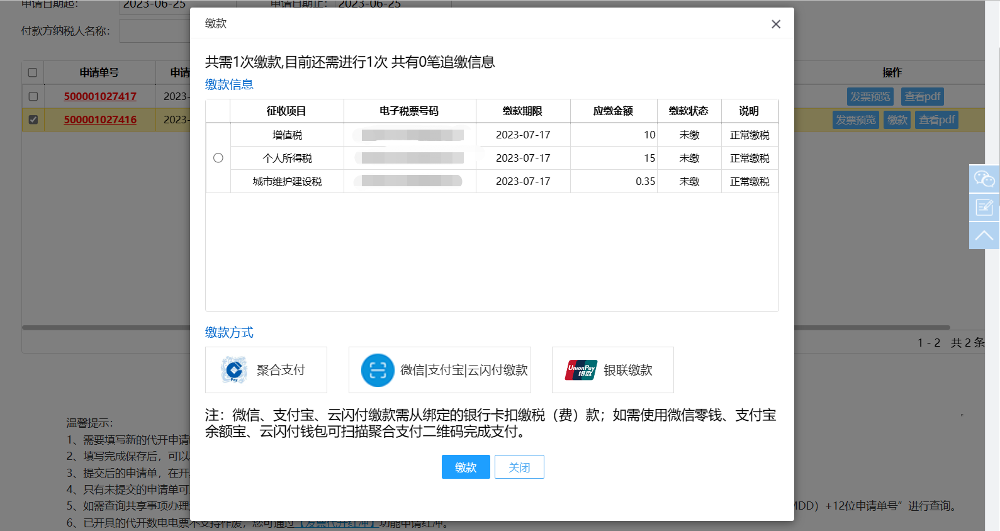 申请日期起： 2023-06-25 申请日期止： 2023-06-25
付款方纳税人名称：
申请单号 申请 操作
500001027417 2023- 发票预览 查看pdf
500001027416 2023- 发票预览 缴款 查看pdf
缴款
共需1次缴款,目前还需进行1次 共有0笔追缴信息
缴款信息
征收项目 电子税票号码 缴款期限 应缴金额 缴款状态 说明
增值税 2023-07-17 10 未缴 正常缴税
个人所得税 2023-07-17 15 未缴 正常缴税
城市维护建设税 2023-07-17 0.35 未缴 正常缴税
1 - 2 共 2 条
缴款方式
Pay 聚合支付 微信|支付宝|云闪付缴款 UnionPay 银联 银联缴款
注：微信、支付宝、云闪付缴款需从绑定的银行卡扣缴税（费）款；如需使用微信零钱、支付宝
余额宝、云闪付钱包可扫描聚合支付二维码完成支付。
缴款 关闭
温馨提示：
1、需要填写新的代开申请
2、填写完成保存后，可以
3、提交后的申请单，在开
4、只有未提交的申请单可
5、如需查询共享事项办理 MDD）+12位申请单号”进行查询。
6、已开具的代开数电电票不支持作废，您可通过【发票代开红冲】功能申请红冲。